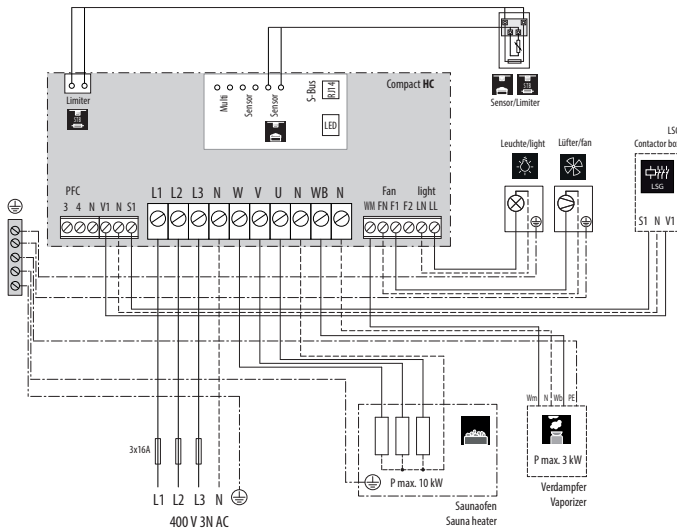 Limiter
STB
Multi
Sensor
Sensor
S-Bus
RJ14
LED
Compact HC
STB
Sensor/Limiter
Leuchte/light
Lüfter/fan
LSG
Contactor box
LSG
S1 N V1
PFC
3 4 N V1 N S1
L1 L2 L3 N W V U N WB N
Fan light
WM FN F1 F2 LN LL
3x16A
L1 L2 L3 N
400 V 3N AC
P max. 10 kW
Saunaofen
Sauna heater
Wm N Wb PE
P max. 3 kW
Verdampfer
Vaporizer